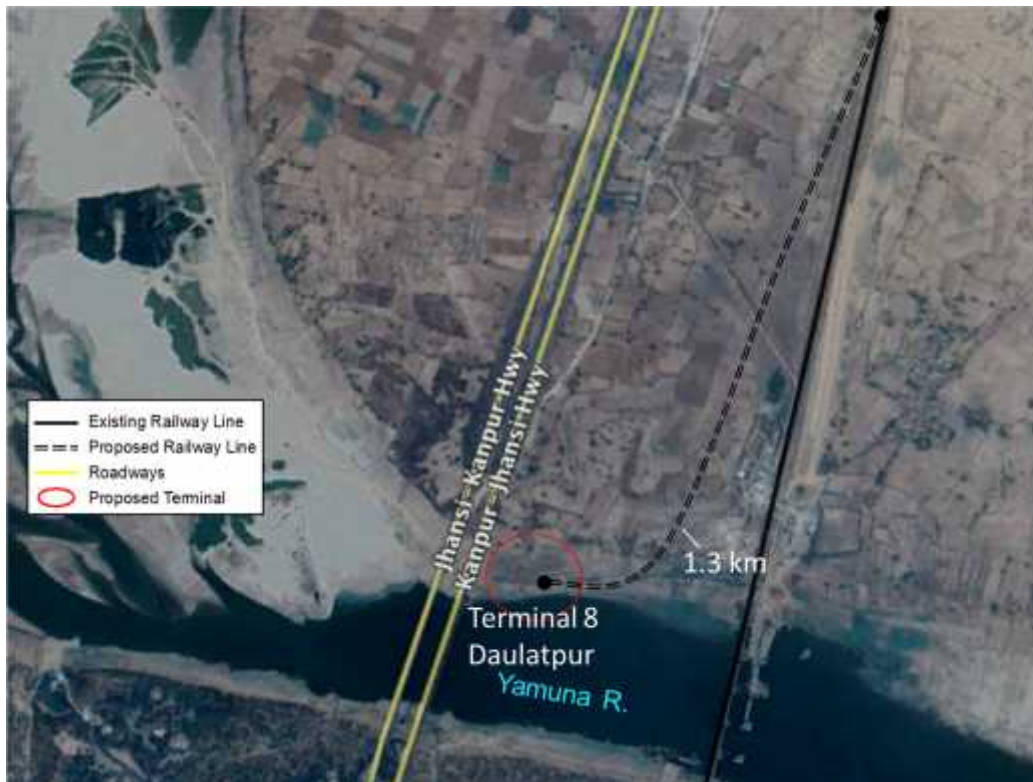 Existing Railway Line
Proposed Railway Line
Roadways
Proposed Terminal
Jhansi-Kanpur Hwy
Kanpur-Jhansi Hwy
1.3 km
Terminal 8
Daulatpur
Yamuna R.